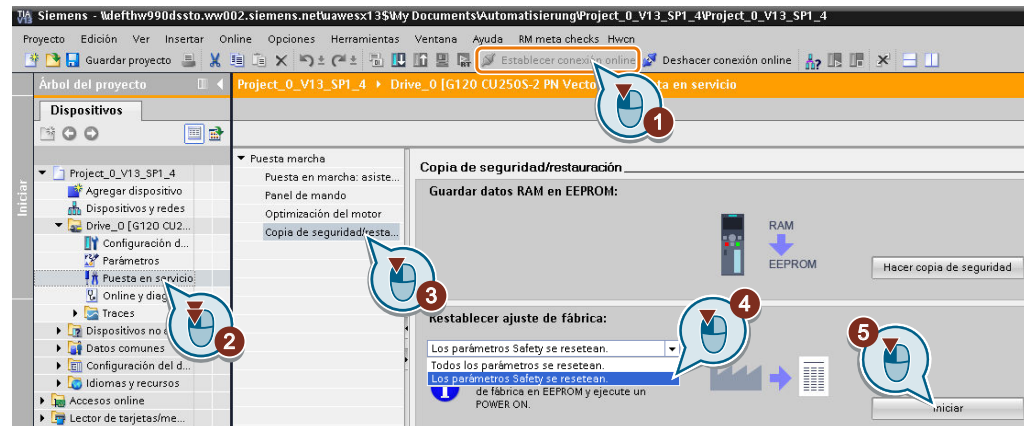 Siemens - \\defthw990dssto.ww002.siemens.net\uawesx13$\My Documents\Automatisierung\Project_0_V13_SP1_4\Project_0_V13_SP1_4
Proyecto Edición Ver Insertar Online Opciones Herramientas Ventana Ayuda RM meta checks Hwcn
Guardar proyecto Establecer conexión online Deshacer conexión online
1
Árbol del proyecto
Project_0_V13_SP1_4 Drive_0 [G120 CU250S-2 PN Vecto en servicio
Dispositivos
Iniciar
Project_0_V13_SP1_4
Agregar dispositivo
Dispositivos y redes
Drive_0 [G120 CU2...
Configuración d...
Parámetros
Puesta en servicio
Online y diag
Traces
Dispositivos no
Datos comunes
Configuración del d...
Idiomas y recursos
Accesos online
Lector de tarjetas/me...
2
Puesta marcha
Puesta en marcha: asiste...
Panel de mando
Optimización del motor
Copia de seguridad/resta...
3
Copia de seguridad/restauración
Guardar datos RAM en EEPROM:
RAM
EEPROM
Hacer copia de seguridad
Restablecer ajuste de fábrica:
4
5
Los parámetros Safety se resetean.
Todos los parámetros se resetean.
Los parámetros Safety se resetean.
de fábrica en EEPROM y ejecute un
POWER ON.
Iniciar